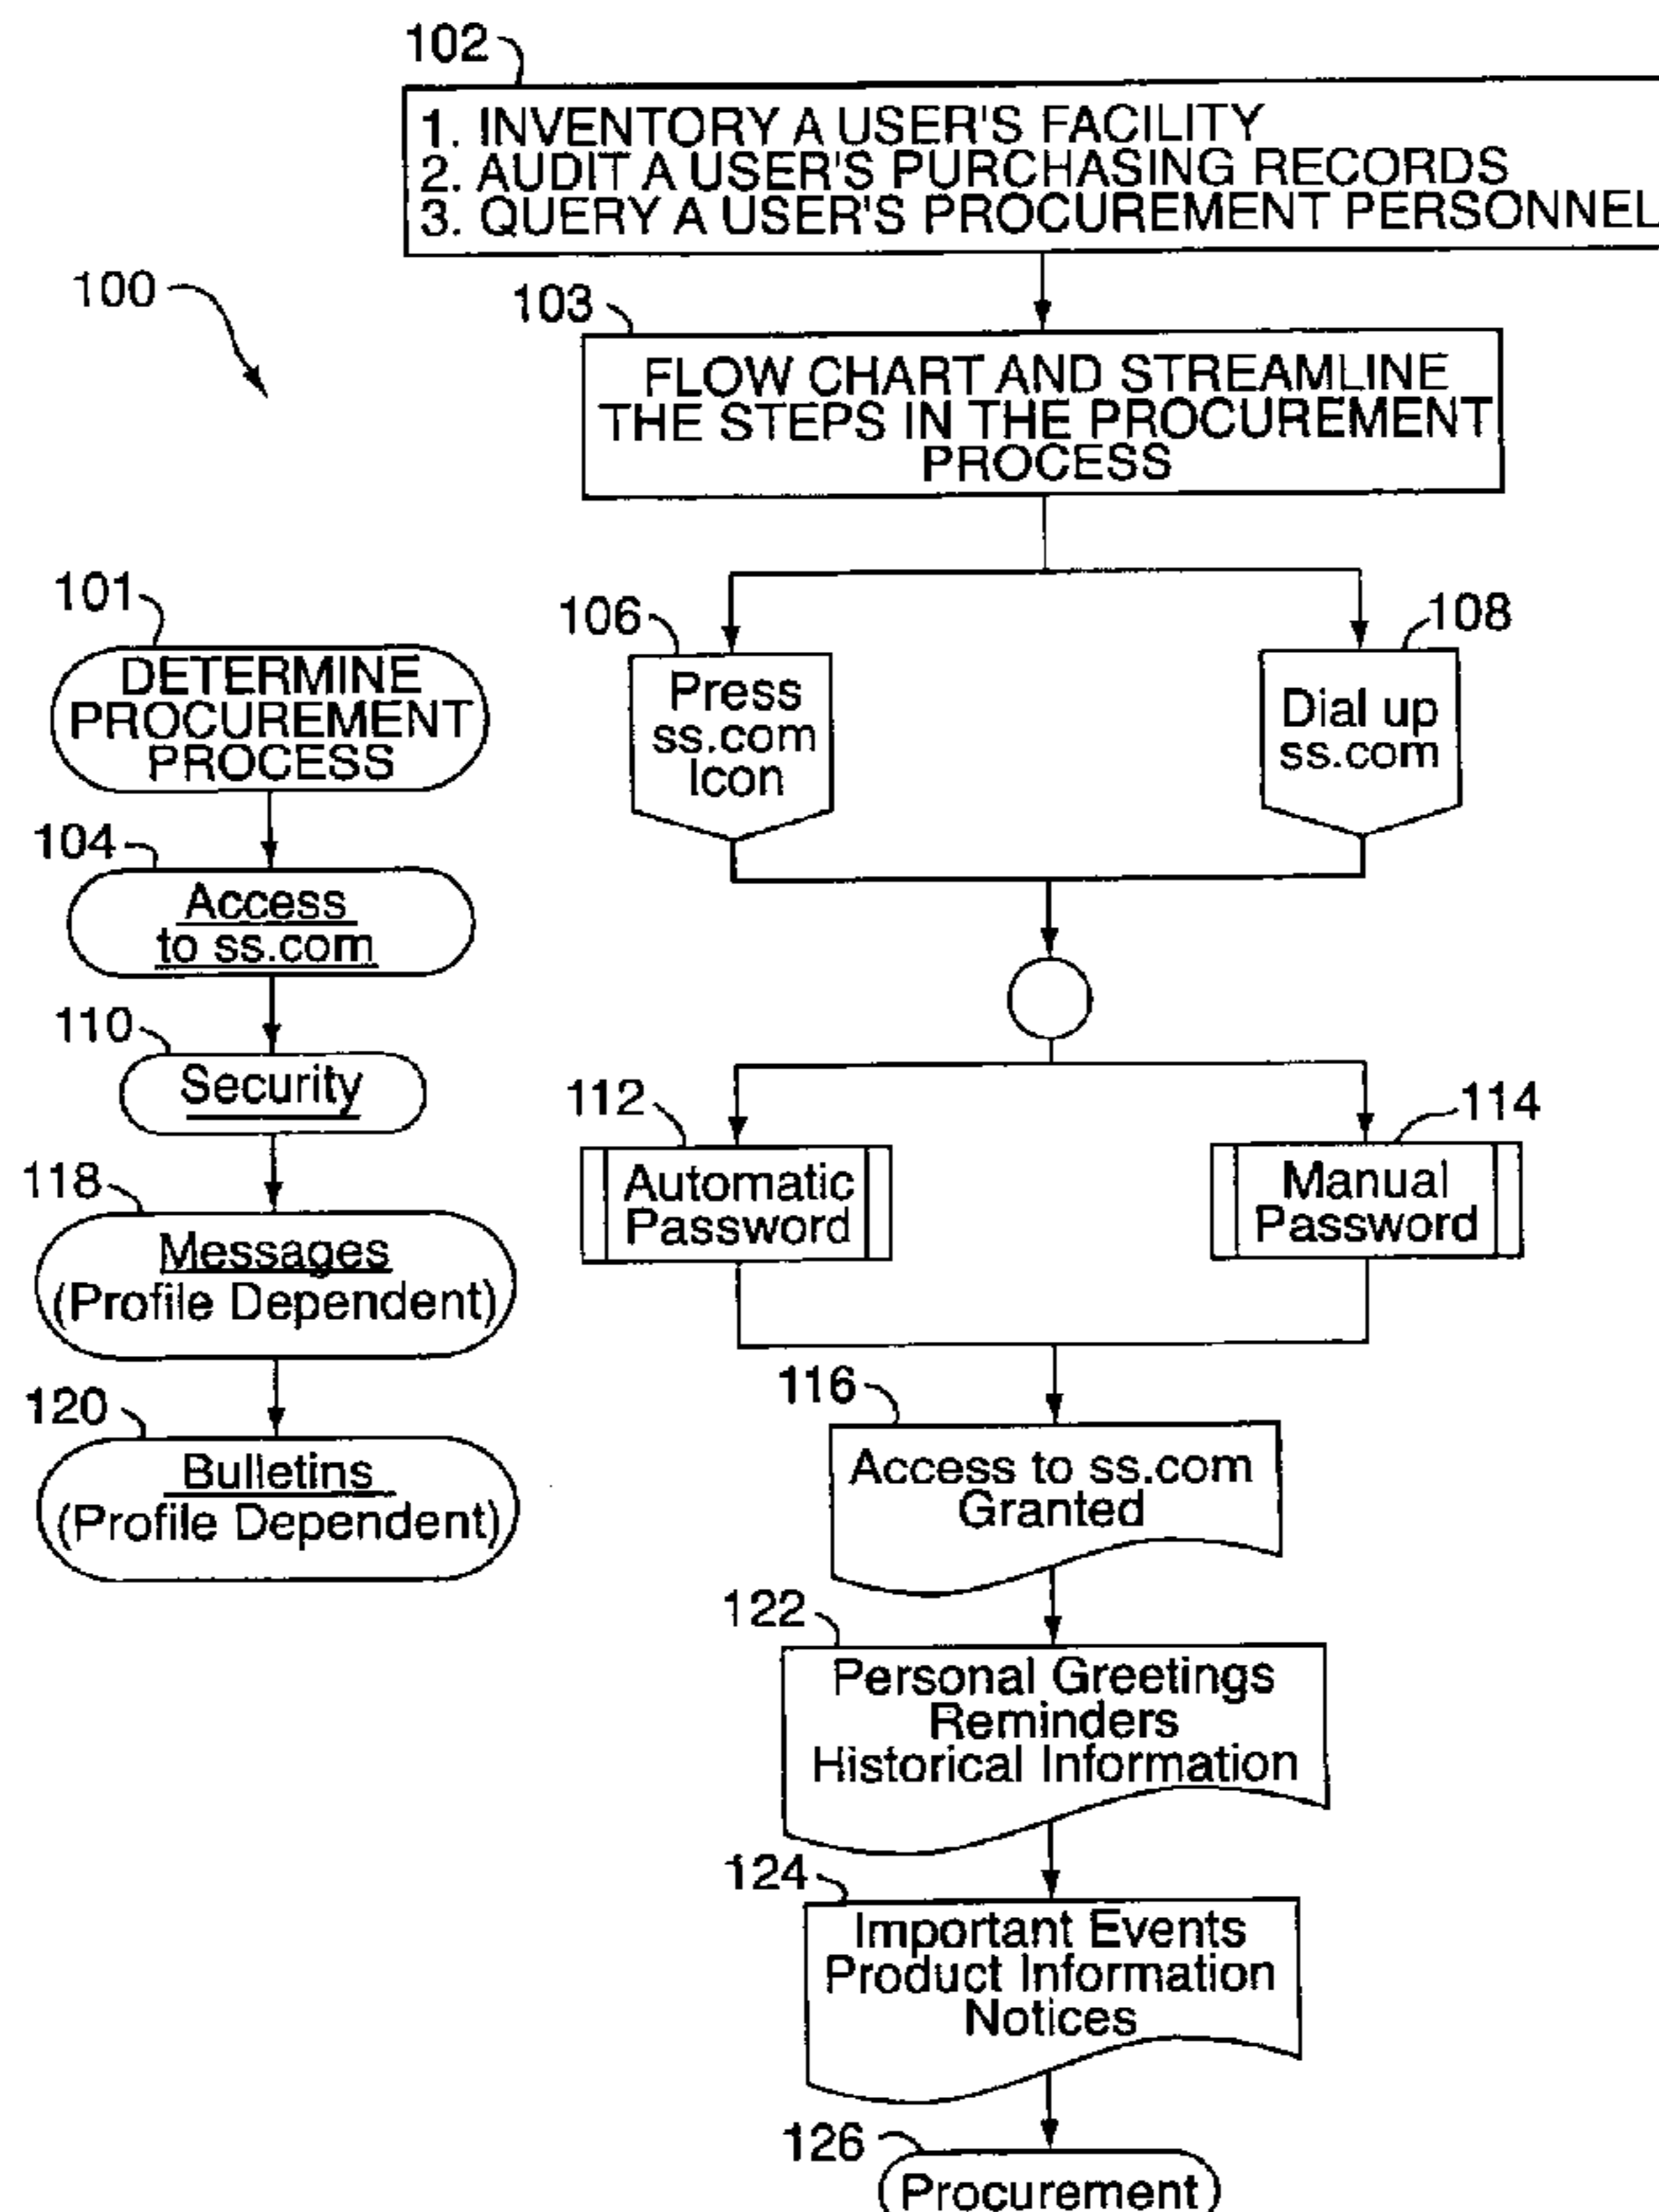 102
1. INVENTORY A USER'S FACILITY
2. AUDIT A USER'S PURCHASING RECORDS
3. QUERY A USER'S PROCUREMENT PERSONNEL
100
103
FLOW CHART AND STREAMLINE
THE STEPS IN THE PROCUREMENT
PROCESS
101
DETERMINE
PROCUREMENT
PROCESS
106
Press
ss.com
Icon
108
Dial up
ss.com
104
Access
to ss.com
110
Security
112
Automatic
Password
114
Manual
Password
118
Messages
(Profile Dependent)
116
Access to ss.com
Granted
120
Bulletins
(Profile Dependent)
122
Personal Greetings
Reminders
Historical Information
124
Important Events
Product Information
Notices
126
Procurement